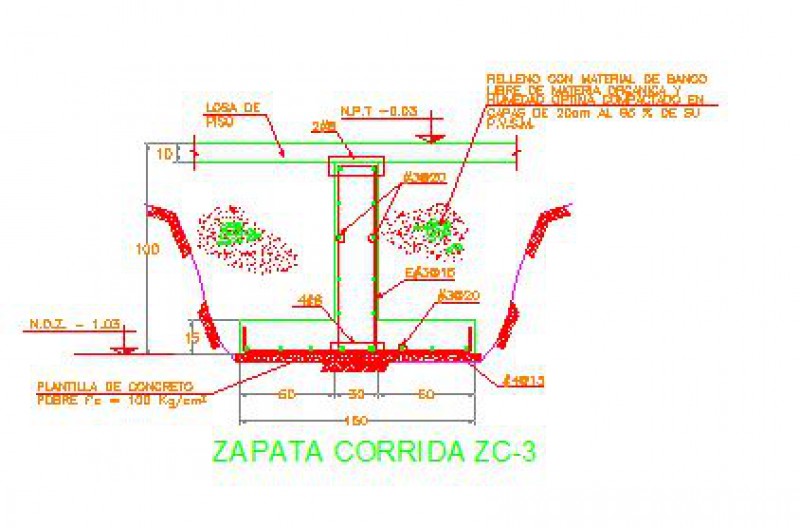 RELLENO CON MATERIAL DE BANCO
LIBRE DE MATERIA ORGANICA Y
HUMEDAD OPTIMA COMPACTADO EN
CAPAS DE 20cm AL 95 % DE SU
P.V.S.M.
LOSA DE
PISO
N.P.T -0.03
2#8
10
#3@20
100
E#3@15
4#8
#3@20
N.D.Z. - 1.03
15
PLANTILLA DE CONCRETO
POBRE f'c = 100 Kg/cm²
60
30
60
#4@15
150
ZAPATA CORRIDA ZC-3